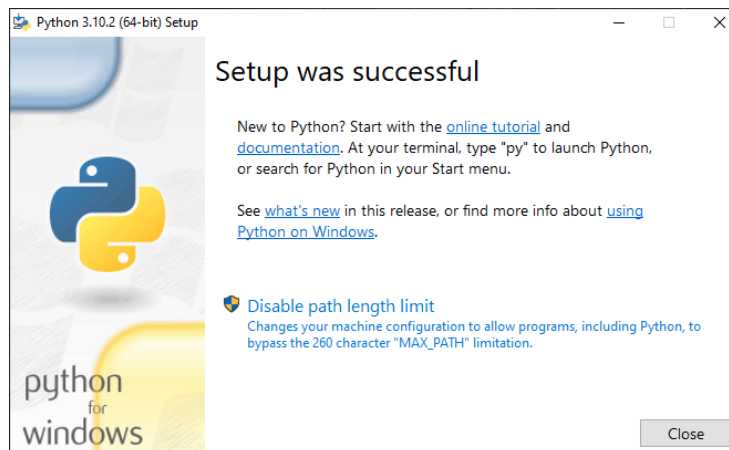 Python 3.10.2 (64-bit) Setup
Setup was successful
New to Python? Start with the online tutorial and
documentation. At your terminal, type "py" to launch Python,
or search for Python in your Start menu.
See what's new in this release, or find more info about using
Python on Windows.
Disable path length limit
Changes your machine configuration to allow programs, including Python, to
bypass the 260 character "MAX_PATH" limitation.
python
for
windows
Close